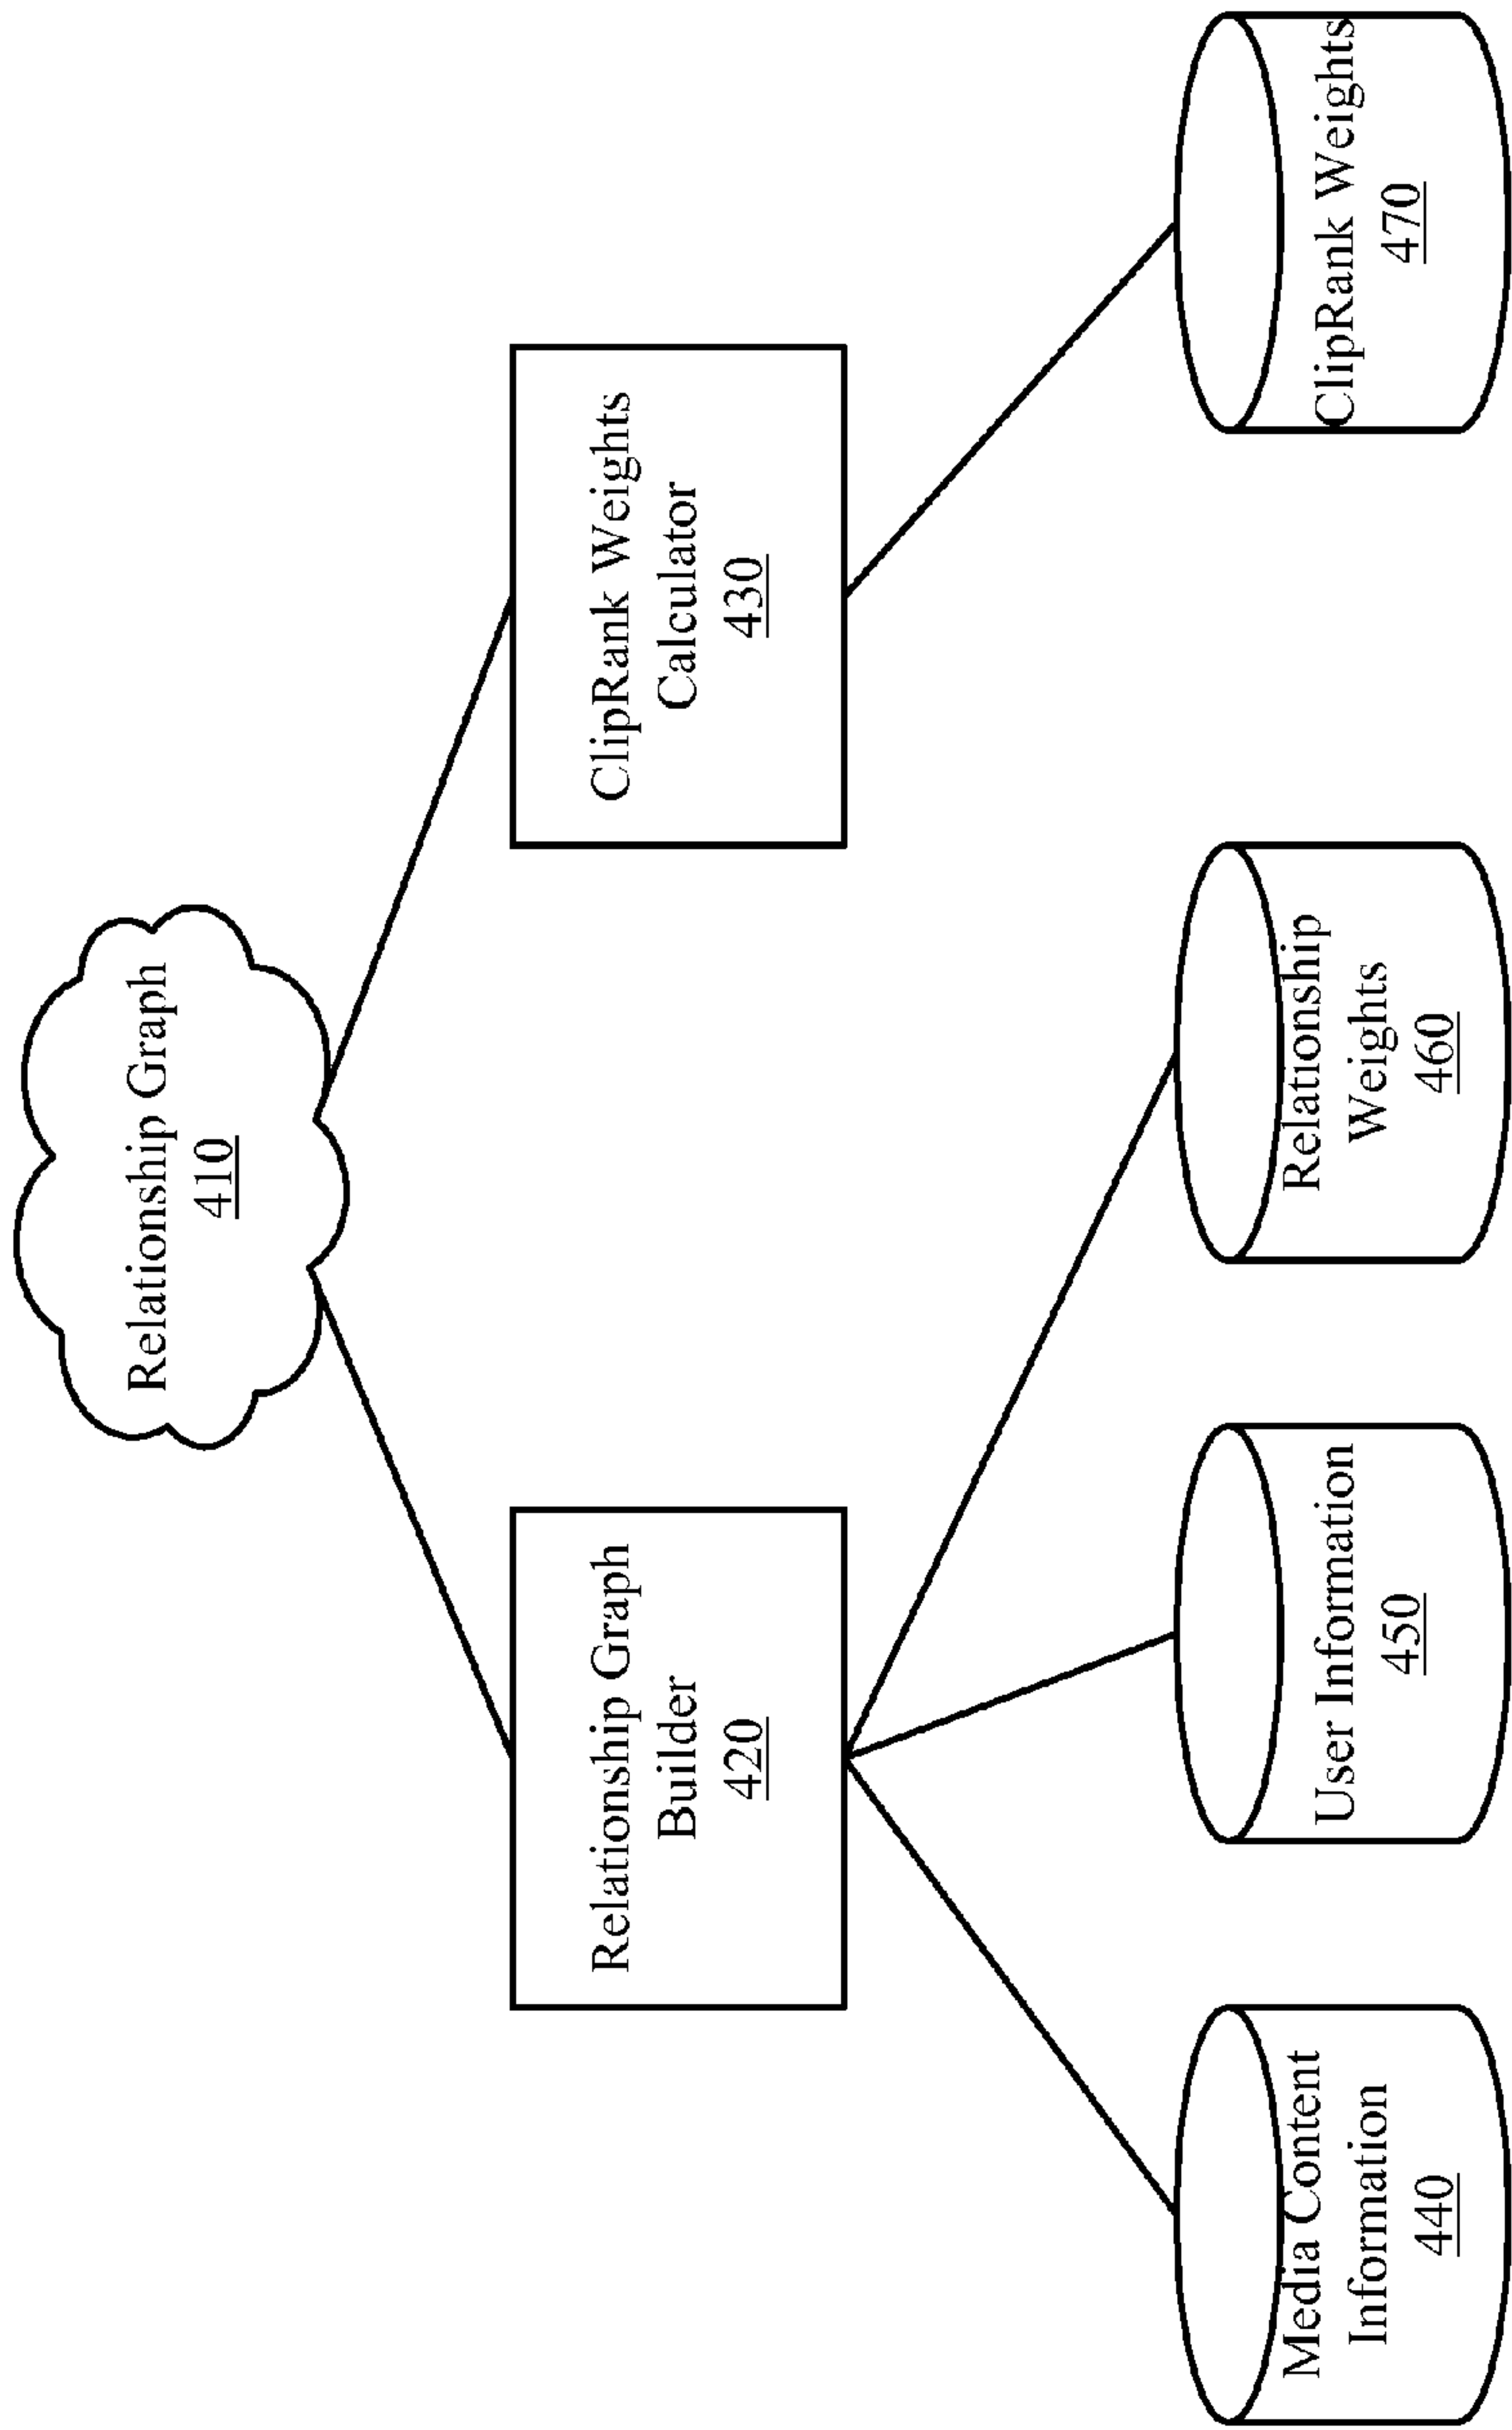 Relationship Graph
410
Relationship Graph
Builder
420
ClipRank Weights
Calculator
430
Media Content
Information
440
User Information
450
Relationship
Weights
460
ClipRank Weights
470